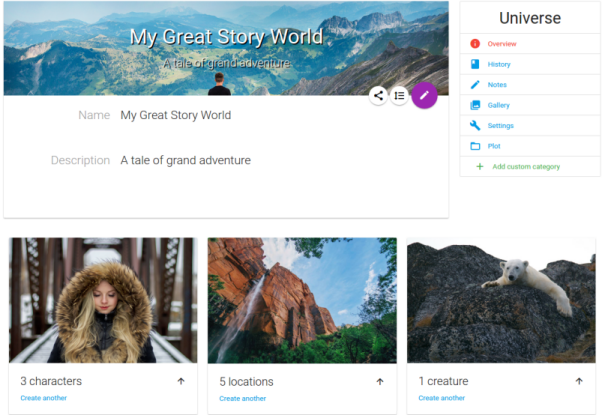 My Great Story World
A tale of grand adventure
Name My Great Story World
Description A tale of grand adventure
Universe
Overview
History
Notes
Gallery
Settings
Plot
Add custom category
3 characters
Create another
5 locations
Create another
1 creature
Create another